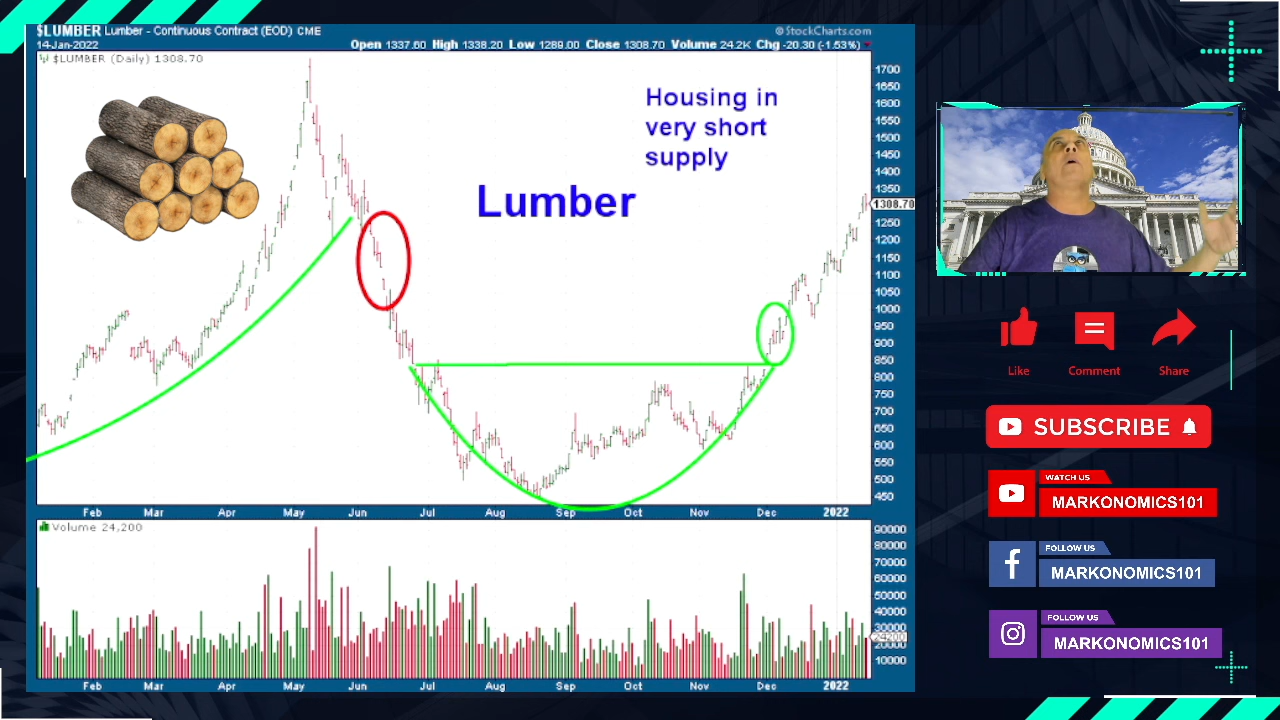 $LUMBER Lumber - Continuous Contract (EOD) CME
© StockCharts.com
14-Jan-2022
Open 1337.60 High 1338.20 Low 1289.00 Close 1308.70 Volume 24.2K Chg -20.30 (-1.53%)
$LUMBER (Daily) 1308.70
Housing in
very short
supply
Lumber
1700
1650
1600
1550
1500
1450
1400
1350
1308.70
1250
1200
1150
1100
1050
1000
950
900
850
800
750
700
650
600
550
500
450
Feb Mar Apr May Jun Jul Aug Sep Oct Nov Dec 2022
Volume 24,200
90000
80000
70000
60000
50000
40000
30000
24200
20000
10000
Feb Mar Apr May Jun Jul Aug Sep Oct Nov Dec 2022
Like Comment Share
SUBSCRIBE
WATCH US
MARKONOMICS101
FOLLOW US
MARKONOMICS101
FOLLOW US
MARKONOMICS101